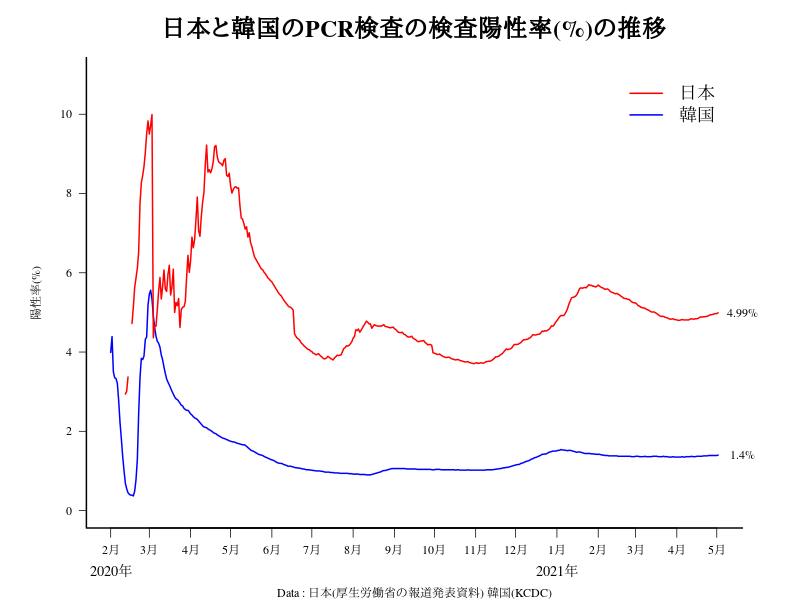 日本と韓国のPCR検査の検査陽性率(%)の推移
日本
韓国
陽性率(%)
10
8
6
4
2
0
4.99%
1.4%
2月 3月 4月 5月 6月 7月 8月 9月 10月 11月 12月 1月 2月 3月 4月 5月
2020年 2021年
Data : 日本(厚生労働省の報道発表資料) 韓国(KCDC)